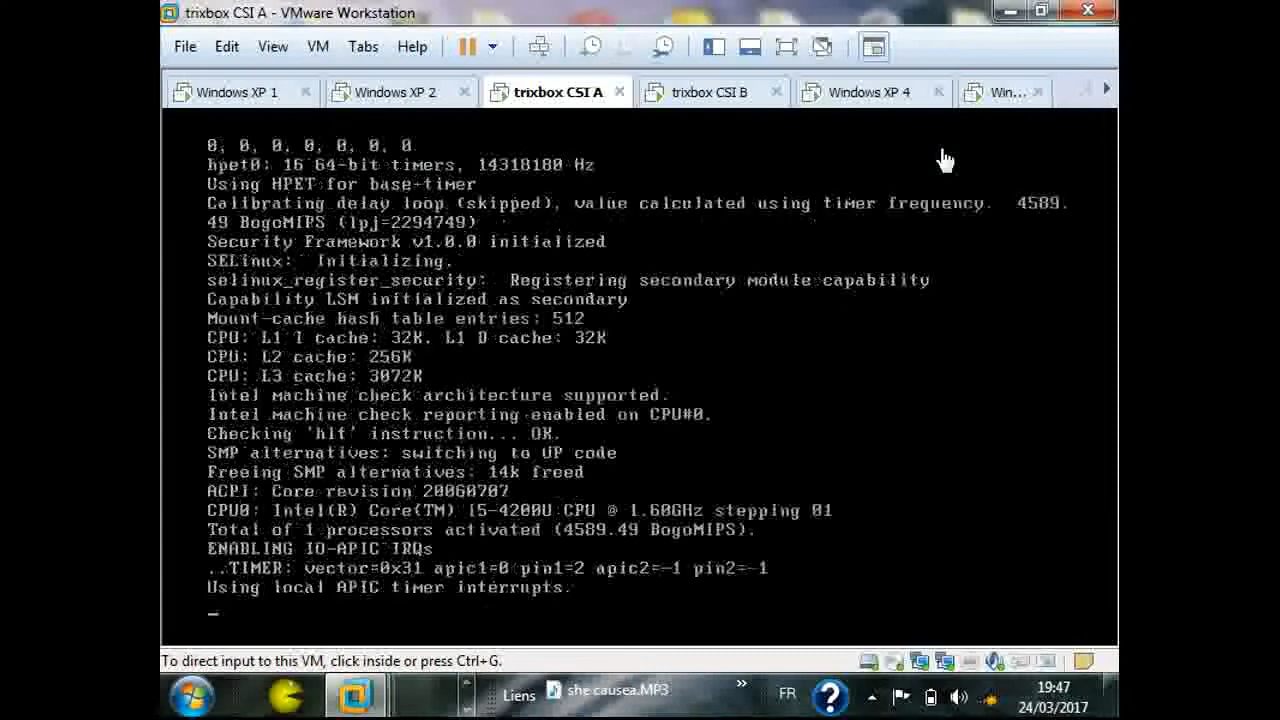 trixbox CSI A - VMware Workstation
File Edit View VM Tabs Help
Windows XP 1 Windows XP 2 trixbox CSI A trixbox CSI B Windows XP 4 Win...
0, 0, 0, 0, 0, 0, 0
hpet0: 16 64-bit timers, 14318180 Hz
Using HPET for base-timer
Calibrating delay loop (skipped), value calculated using timer frequency.  4589.
49 BogoMIPS (lpj=2294749)
Security Framework v1.0.0 initialized
SELinux:  Initializing.
selinux_register_security:  Registering secondary module capability
Capability LSM initialized as secondary
Mount-cache hash table entries: 512
CPU: L1 I cache: 32K, L1 D cache: 32K
CPU: L2 cache: 256K
CPU: L3 cache: 3072K
Intel machine check architecture supported.
Intel machine check reporting enabled on CPU#0.
Checking 'hlt' instruction... OK.
SMP alternatives: switching to UP code
Freeing SMP alternatives: 14k freed
ACPI: Core revision 20060707
CPU0: Intel(R) Core(TM) i5-4200U CPU @ 1.60GHz stepping 01
Total of 1 processors activated (4589.49 BogoMIPS).
ENABLING IO-APIC IRQs
..TIMER: vector=0x31 apic1=0 pin1=2 apic2=-1 pin2=-1
Using local APIC timer interrupts.
To direct input to this VM, click inside or press Ctrl+G.
Liens she causea.MP3 » FR 19:47
24/03/2017